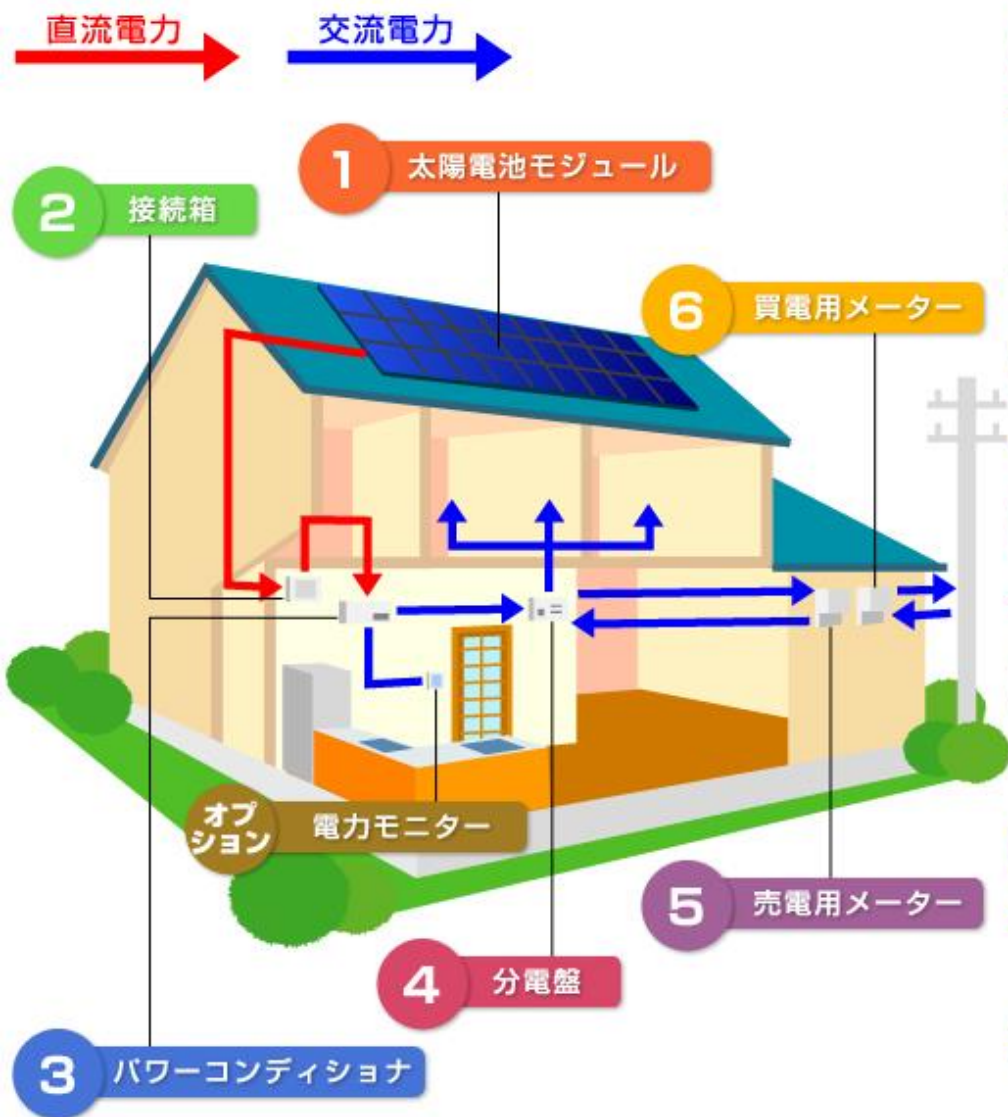 直流電力
交流電力
1 太陽電池モジュール
2 接続箱
6 買電用メーター
オプ
ション
電力モニター
5 売電用メーター
4 分電盤
3 パワーコンディショナ